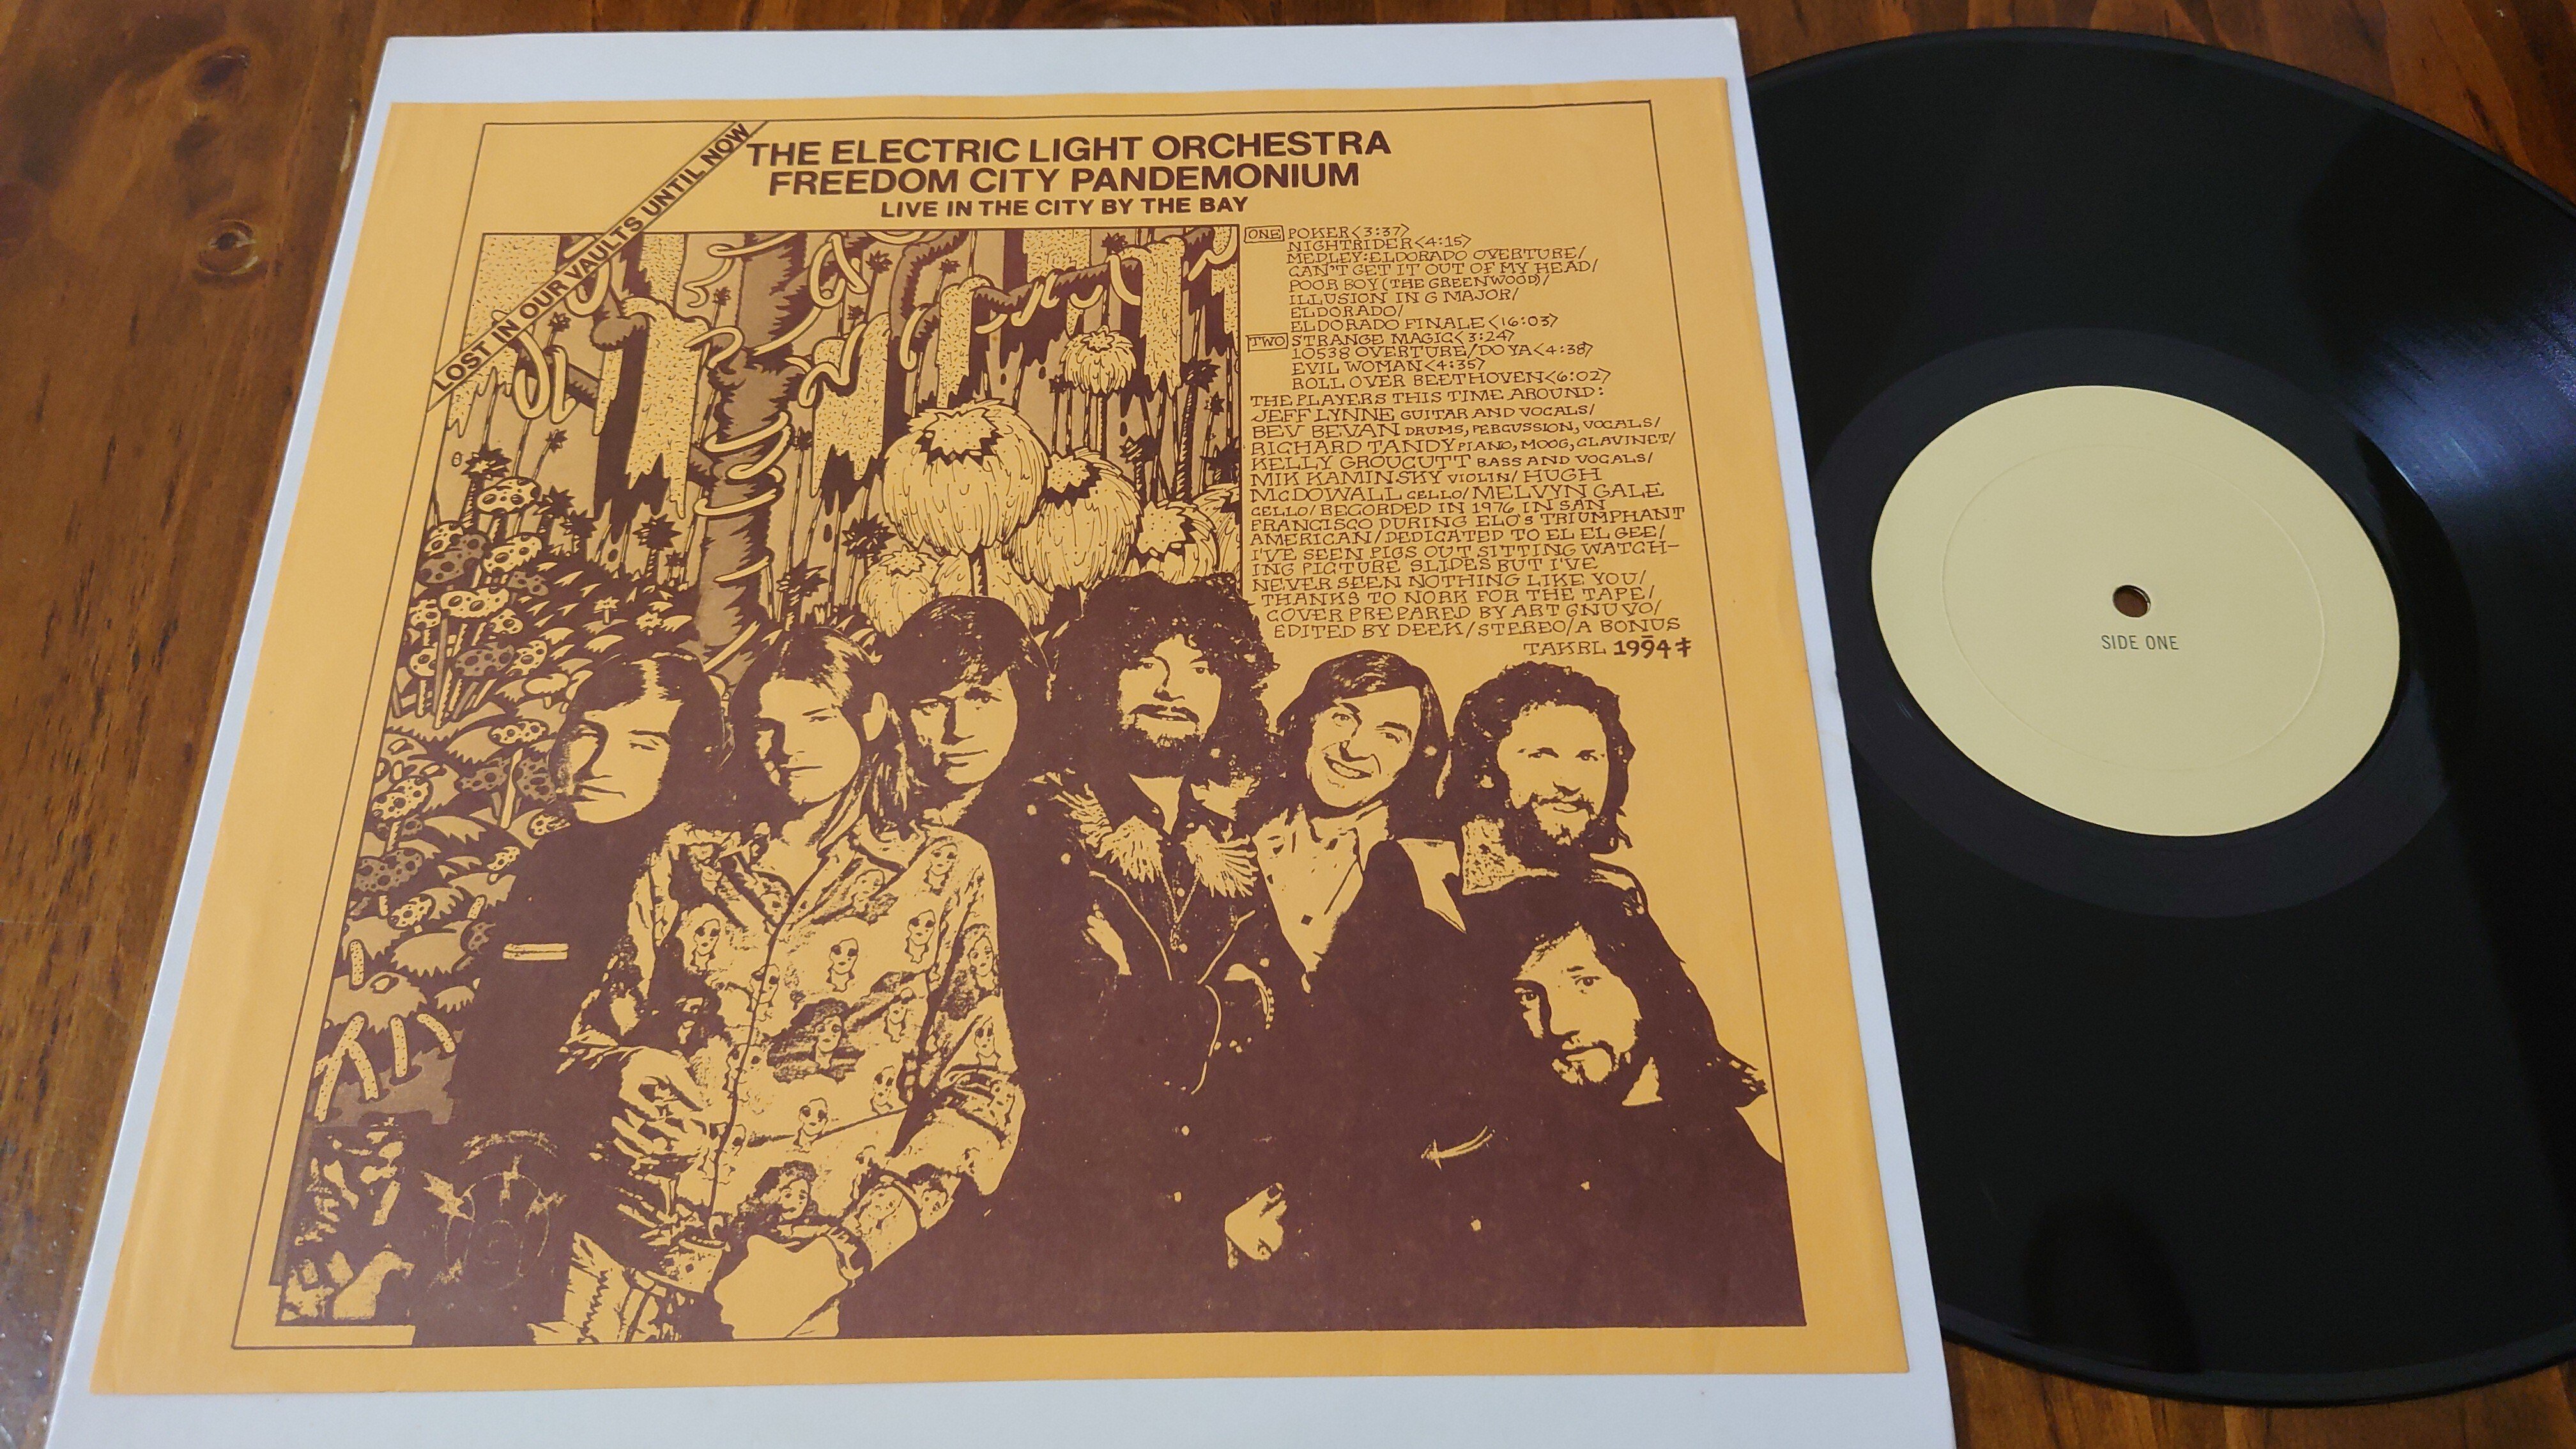 LOST IN OUR VAULTS UNTIL NOW
THE ELECTRIC LIGHT ORCHESTRA
FREEDOM CITY PANDEMONIUM
LIVE IN THE CITY BY THE BAY
ONE POKER<3:37>
NIGHTRIDER<4:15>
MEDLEY:ELDORADO OVERTURE/
CAN'T GET IT OUT OF MY HEAD/
POOR BOY (THE GREENWOOD)/
ILLUSION IN G MAJOR/
ELDORADO/
ELDORADO FINALE<16:03>
TWO STRANGE MAGIC<3:24>
10538 OVERTURE/DO YA<4:38>
EVIL WOMAN<4:35>
ROLL OVER BEETHOVEN<6:02>
THE PLAYERS THIS TIME AROUND:
JEFF LYNNE GUITAR AND VOCALS/
BEV BEVAN DRUMS, PERCUSSION, VOCALS/
RICHARD TANDY PIANO, MOOG, CLAVINET/
KELLY GROUCUTT BASS AND VOCALS/
MIK KAMINSKY VIOLIN/HUGH
McDOWALL CELLO/MELVYN GALE
CELLO/RECORDED IN 1976 IN SAN
FRANCISCO DURING ELO'S TRIUMPHANT
AMERICAN/DEDICATED TO EL EL GEE/
I'VE SEEN PIGS OUT SITTING WATCH-
ING PICTURE SLIDES BUT I'VE
NEVER SEEN NOTHING LIKE YOU/
THANKS TO NORK FOR THE TAPE/
COVER PREPARED BY ART GNUVO/
EDITED BY DEEK/STEREO/A BONUS
TAKRL 1994
SIDE ONE